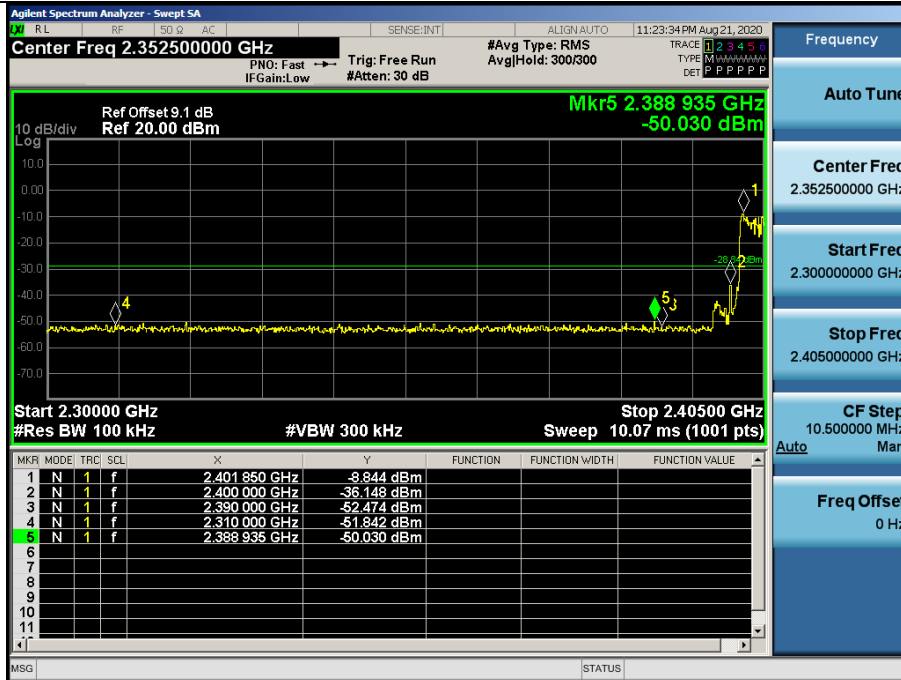 Agilent Spectrum Analyzer - Swept SA
LXI RL RF 50 Ω AC SENSE:INT ALIGN AUTO 11:23:34 PM Aug 21, 2020
Center Freq 2.352500000 GHz #Avg Type: RMS TRACE 1 2 3 4 5 6
PNO: Fast Trig: Free Run Avg|Hold: 300/300 TYPE M WWWWW
IFGain:Low #Atten: 30 dB DET P P P P P P
Mkr5 2.388 935 GHz
-50.030 dBm
Ref Offset 9.1 dB
10 dB/div Ref 20.00 dBm
Log
10.0
0.00
-10.0
-20.0
-30.0
-40.0
-50.0
-60.0
-70.0
1
2
4
5
3
Start 2.30000 GHz Stop 2.40500 GHz
#Res BW 100 kHz #VBW 300 kHz Sweep 10.07 ms (1001 pts)
MKR MODE TRC SCL X Y FUNCTION FUNCTION WIDTH FUNCTION VALUE
1 N 1 f 2.401 850 GHz -8.844 dBm
2 N 1 f 2.400 000 GHz -36.148 dBm
3 N 1 f 2.390 000 GHz -52.474 dBm
4 N 1 f 2.310 000 GHz -51.842 dBm
5 N 1 f 2.388 935 GHz -50.030 dBm
6
7
8
9
10
11
MSG STATUS
Frequency
Auto Tune
Center Freq
2.352500000 GHz
Start Freq
2.300000000 GHz
Stop Freq
2.405000000 GHz
CF Step
10.500000 MHz
Auto Man
Freq Offset
0 Hz